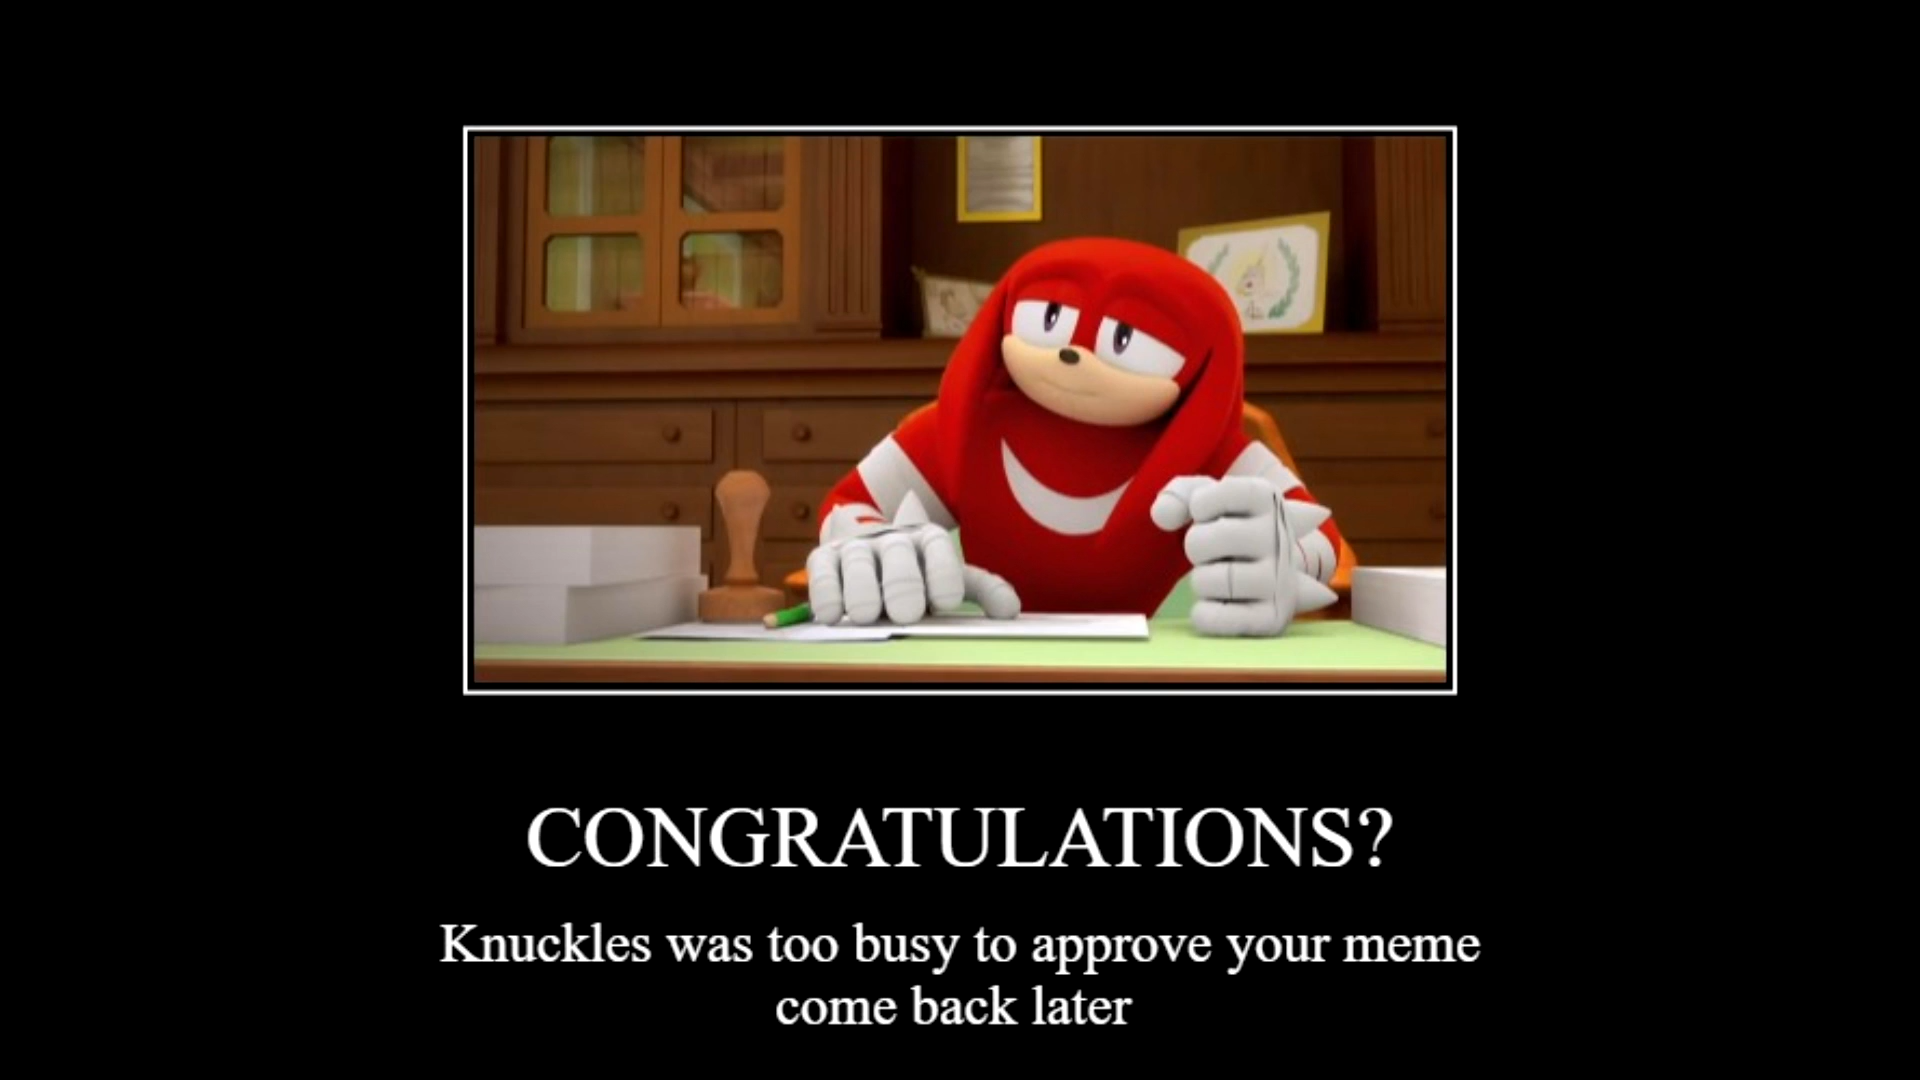 CONGRATULATIONS?
Knuckles was too busy to approve your meme
come back later